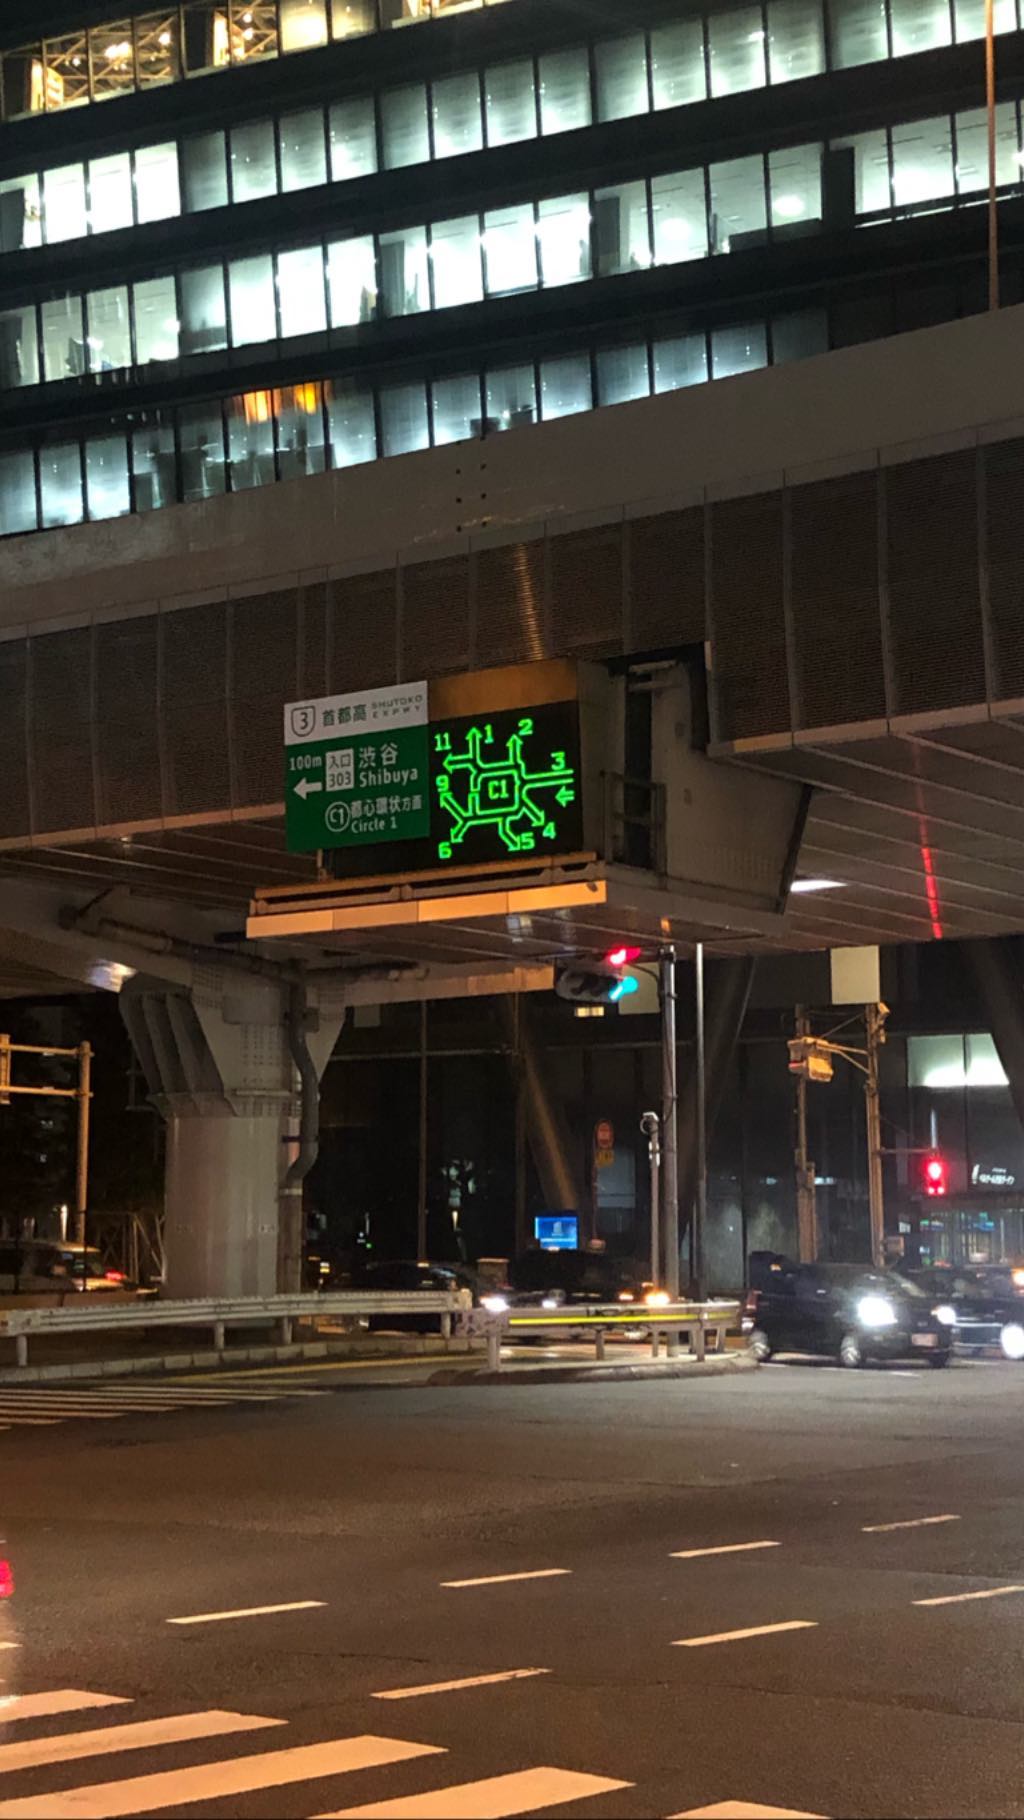 3 首都高 SHUTOKO EXPWY
100m 入口 303 渋谷 Shibuya
C1 都心環状方面
Circle 1
11 1 2
3
9 C1
4
6 5